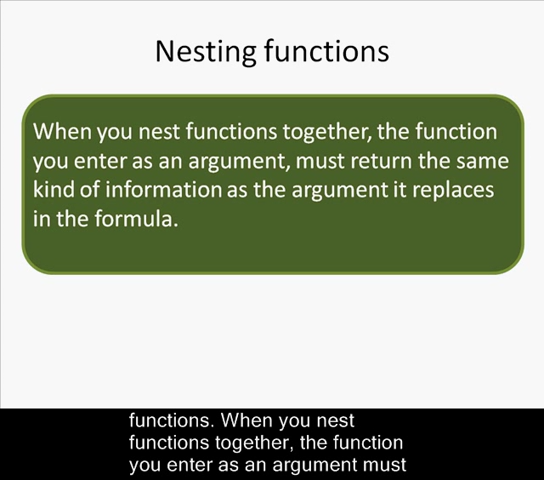 Nesting functions
When you nest functions together, the function
you enter as an argument, must return the same
kind of information as the argument it replaces
in the formula.
functions. When you nest
functions together, the function
you enter as an argument must